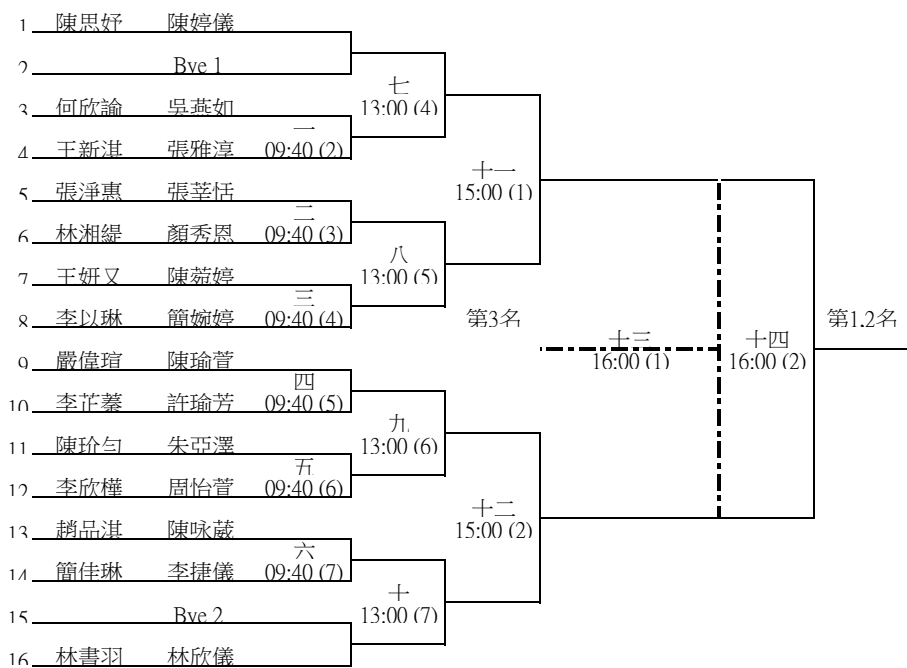 1 陳思妤 陳婷儀
2 Bye 1
七
13:00 (4)
3 何欣諭 吳燕如
一
4 王新淇 張雅淳 09:40 (2)
十一
15:00 (1)
5 張淨惠 張莘恬
二
6 林湘緹 顏秀恩 09:40 (3)
八
13:00 (5)
7 王妍又 陳菀婷
三
8 李以琳 簡婉婷 09:40 (4)
第3名
十三
16:00 (1)
十四
16:00 (2)
第1.2名
9 嚴偉瑄 陳瑜萱
四
10 李芷蓁 許瑜芳 09:40 (5)
九
13:00 (6)
11 陳玠勻 朱亞澤
五
12 李欣樺 周怡萱 09:40 (6)
十二
15:00 (2)
13 趙品淇 陳咏葳
六
14 簡佳琳 李捷儀 09:40 (7)
十
13:00 (7)
15 Bye 2
16 林書羽 林欣儀